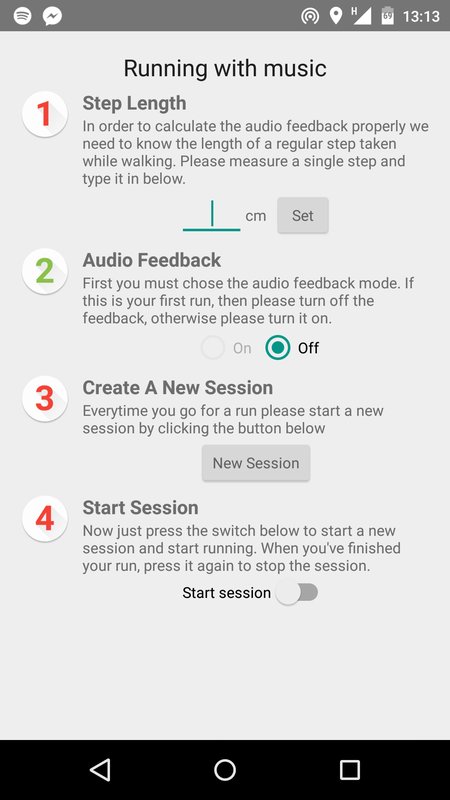 H 69 13:13
Running with music
1 Step Length
In order to calculate the audio feedback properly we
need to know the length of a regular step taken
while walking. Please measure a single step and
type it in below.
cm Set
2 Audio Feedback
First you must chose the audio feedback mode. If
this is your first run, then please turn off the
feedback, otherwise please turn it on.
On Off
3 Create A New Session
Everytime you go for a run please start a new
session by clicking the button below
New Session
4 Start Session
Now just press the switch below to start a new
session and start running. When you've finished
your run, press it again to stop the session.
Start session